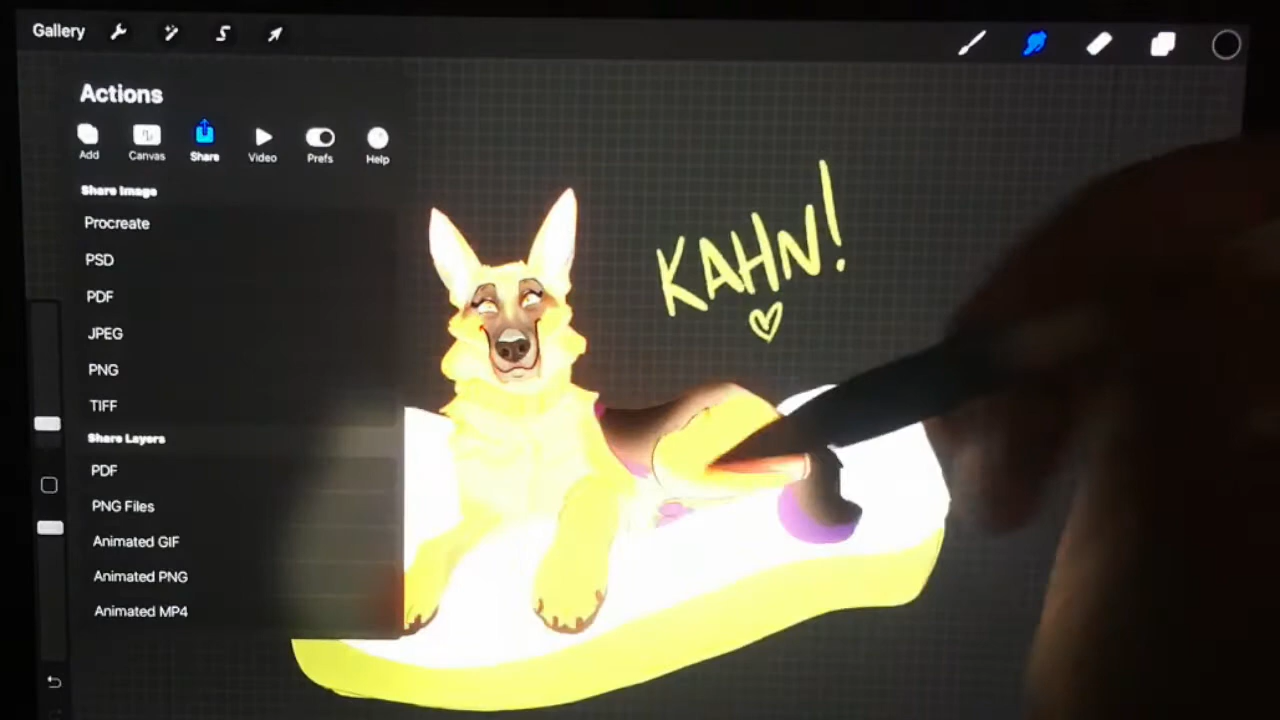 Gallery
Actions
Add Canvas Share Video Prefs Help
Share Image
Procreate
PSD
PDF
JPEG
PNG
TIFF
Share Layers
PDF
PNG Files
Animated GIF
Animated PNG
Animated MP4
KAHN!